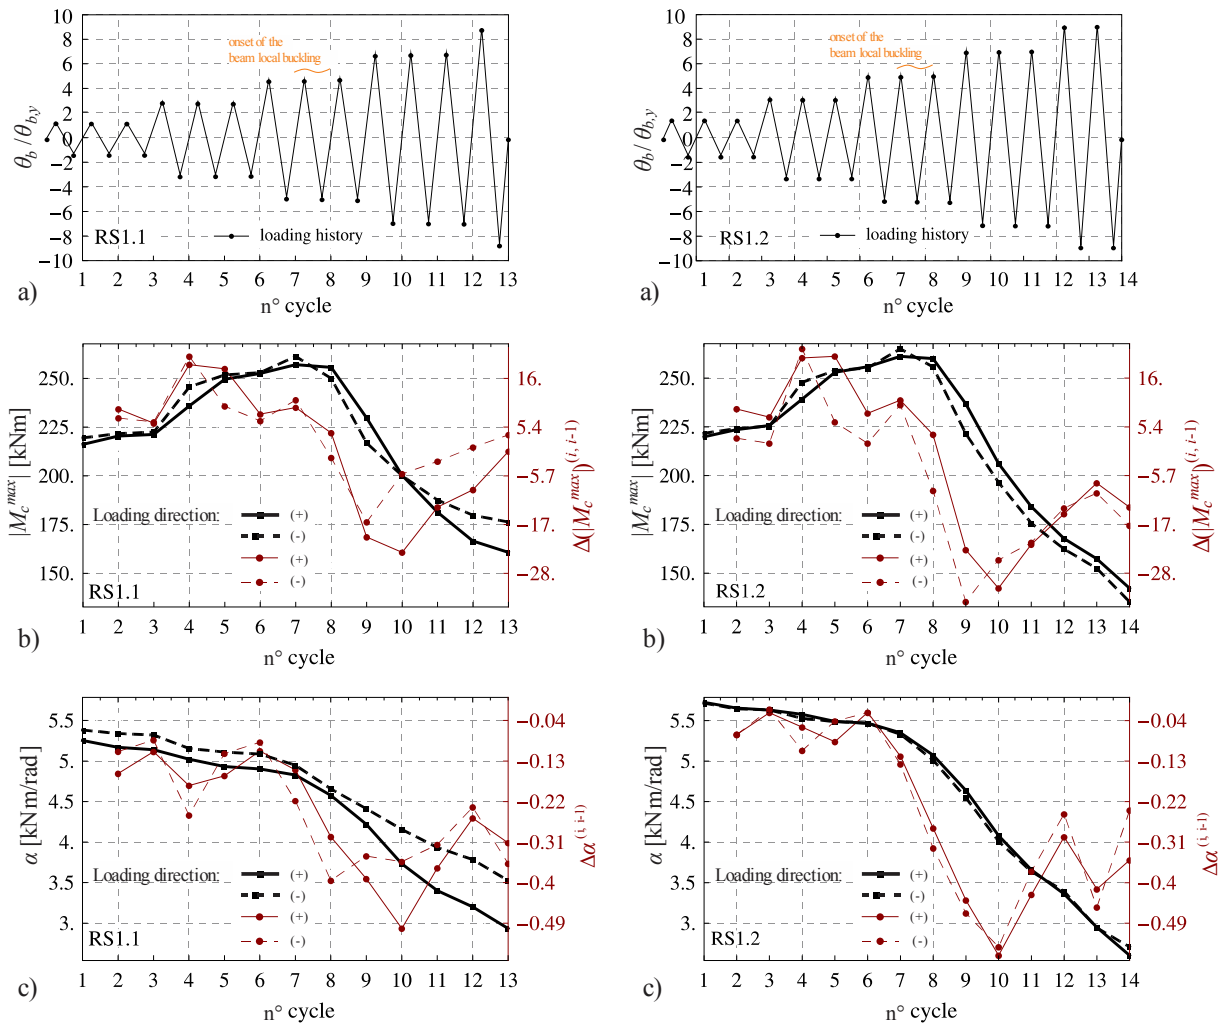 10
8
6
4
2
0
−2
−4
−6
−8
−10
θb / θb,y
onset of the
beam local buckling
RS1.1
loading history
1 2 3 4 5 6 7 8 9 10 11 12 13
a)
n° cycle
10
8
6
4
2
0
−2
−4
−6
−8
−10
θb / θb,y
onset of the
beam local buckling
RS1.2
loading history
1 2 3 4 5 6 7 8 9 10 11 12 13 14
a)
n° cycle
250.
225.
200.
175.
150.
|Mc^max| [kNm]
16.
5.4
−5.7
−17.
−28.
Δ(|Mc^max|)^(i, i-1)
Loading direction:
(+)
(-)
(+)
(-)
RS1.1
1 2 3 4 5 6 7 8 9 10 11 12 13
b)
n° cycle
250.
225.
200.
175.
150.
|Mc^max| [kNm]
16.
5.4
−5.7
−17.
−28.
Δ(|Mc^max|)^(i, i-1)
Loading direction:
(+)
(-)
(+)
(-)
RS1.2
1 2 3 4 5 6 7 8 9 10 11 12 13 14
b)
n° cycle
5.5
5.
4.5
4.
3.5
3.
α [kNm/rad]
−0.04
−0.13
−0.22
−0.31
−0.4
−0.49
Δα^(i, i-1)
Loading direction:
(+)
(-)
(+)
(-)
RS1.1
1 2 3 4 5 6 7 8 9 10 11 12 13
c)
n° cycle
5.5
5.
4.5
4.
3.5
3.
α [kNm/rad]
−0.04
−0.13
−0.22
−0.31
−0.4
−0.49
Δα^(i, i-1)
Loading direction:
(+)
(-)
(+)
(-)
RS1.2
1 2 3 4 5 6 7 8 9 10 11 12 13 14
c)
n° cycle